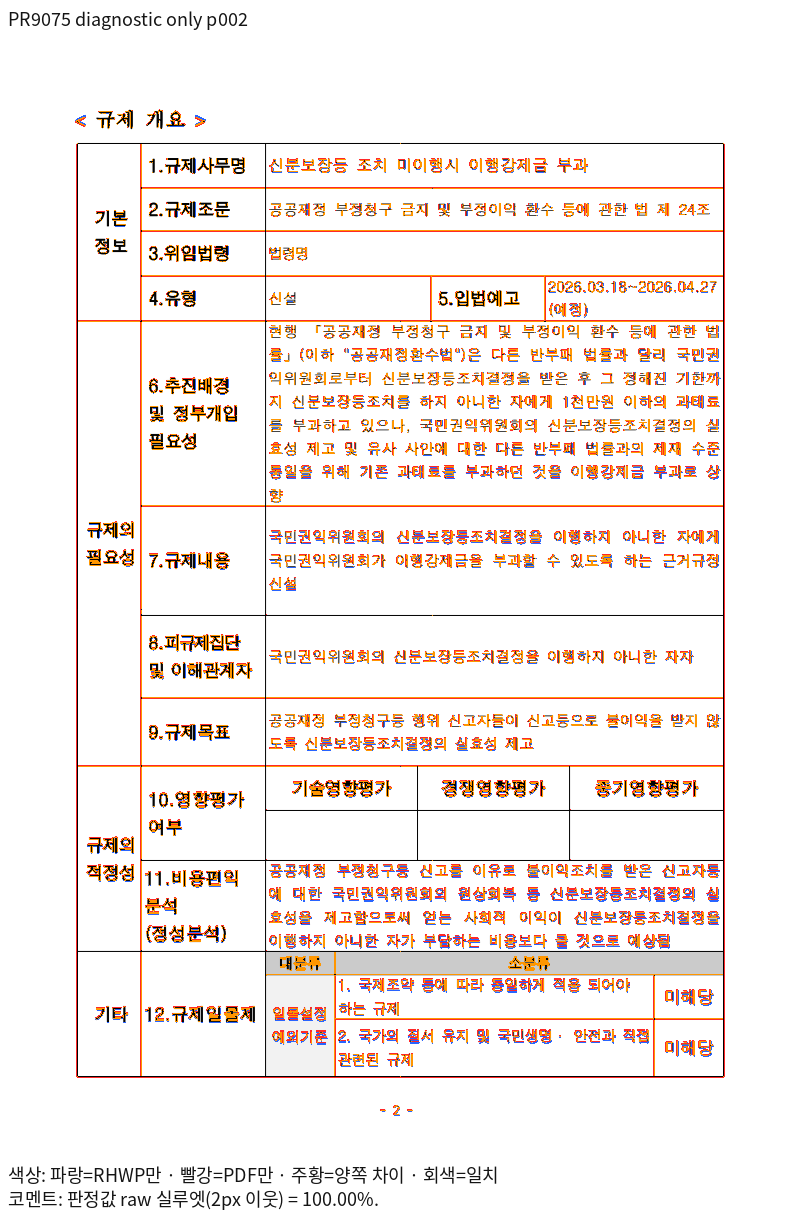 PR9075 diagnostic only p002
< 규제 개요 >
기본
정보
1.규제사무명
신분보장등 조치 미이행시 이행강제금 부과
2.규제조문
공공재정 부정청구 금지 및 부정이익 환수 등에 관한 법 제 24조
3.위임법령
법령명
4.유형
신설
5.입법예고
2026.03.18~2026.04.27
(예정)
규제의
필요성
6.추진배경
및 정부개입
필요성
현행 「공공재정 부정청구 금지 및 부정이익 환수 등에 관한 법
률」(이하 "공공재정환수법")은 다른 반부패 법률과 달리 국민권
익위원회로부터 신분보장등조치결정을 받은 후 그 정해진 기한까
지 신분보장등조치를 하지 아니한 자에게 1천만원 이하의 과태료
를 부과하고 있으나, 국민권익위원회의 신분보장등조치결정의 실
효성 제고 및 유사 사안에 대한 다른 반부패 법률과의 제재 수준
통일을 위해 기존 과태료를 부과하던 것을 이행강제금 부과로 상
향
7.규제내용
국민권익위원회의 신분보장등조치결정을 이행하지 아니한 자에게
국민권익위원회가 이행강제금을 부과할 수 있도록 하는 근거규정
신설
8.피규제집단
및 이해관계자
국민권익위원회의 신분보장등조치결정을 이행하지 아니한 자자
9.규제목표
공공재정 부정청구등 행위 신고자들이 신고등으로 불이익을 받지 않
도록 신분보장등조치결정의 실효성 제고
규제의
적정성
10.영향평가
여부
기술영향평가
경쟁영향평가
중기영향평가
11.비용편익
분석
(정성분석)
공공재정 부정청구등 신고를 이유로 불이익조치를 받은 신고자등
에 대한 국민권익위원회의 원상회복 등 신분보장등조치결정의 실
효성을 제고함으로써 얻는 사회적 이익이 신분보장등조치결정을
이행하지 아니한 자가 부담하는 비용보다 클 것으로 예상됨
기타
12.규제일몰제
대분류
소분류
일몰설정
예외기준
1. 국제조약 등에 따라 동일하게 적용 되어야
하는 규제
미해당
2. 국가의 질서 유지 및 국민생명· 안전과 직접
관련된 규제
미해당
- 2 -
색상: 파랑=RHWP만 · 빨강=PDF만 · 주황=양쪽 차이 · 회색=일치
코멘트: 판정값 raw 실루엣(2px 이웃) = 100.00%.